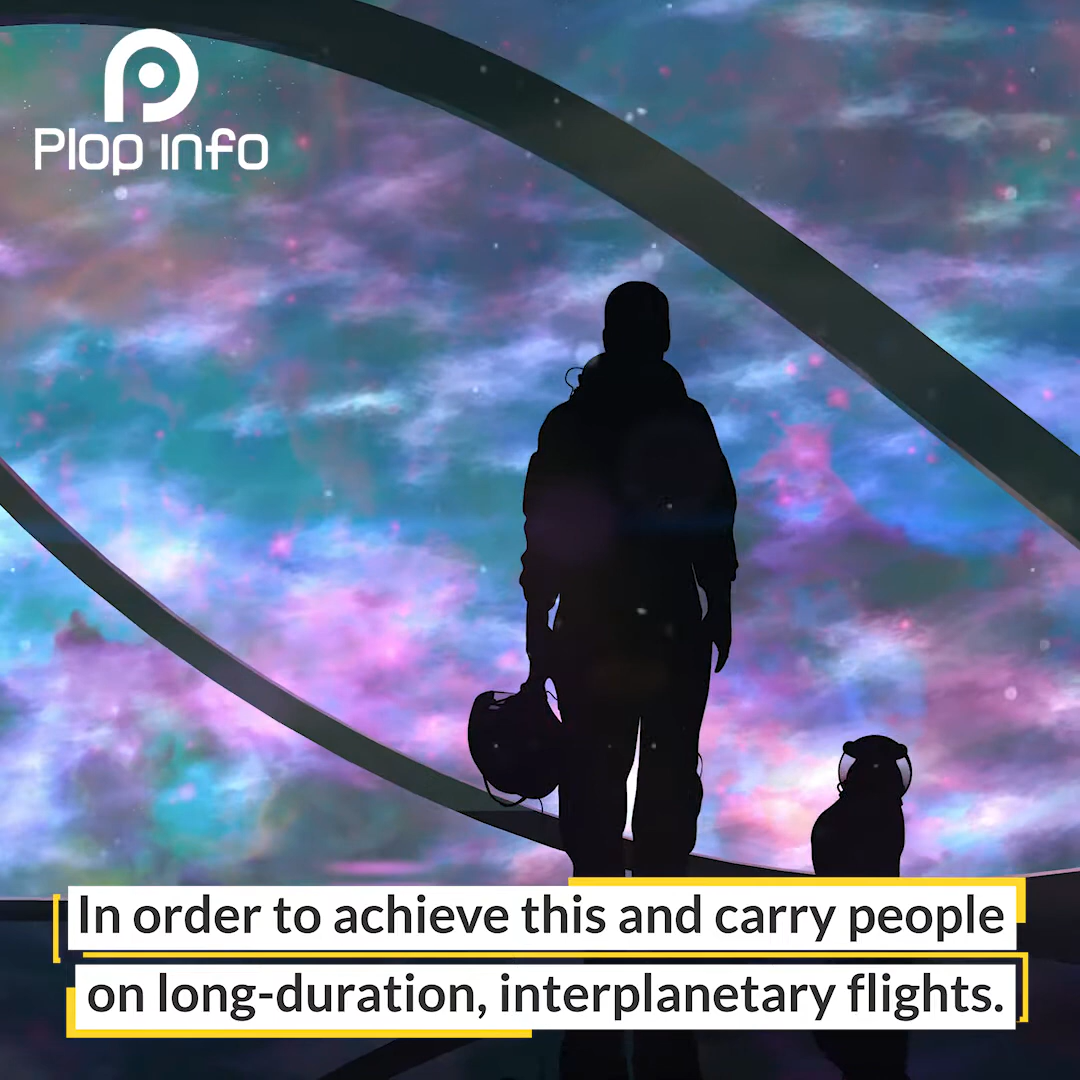 Plop info
In order to achieve this and carry people
on long-duration, interplanetary flights.